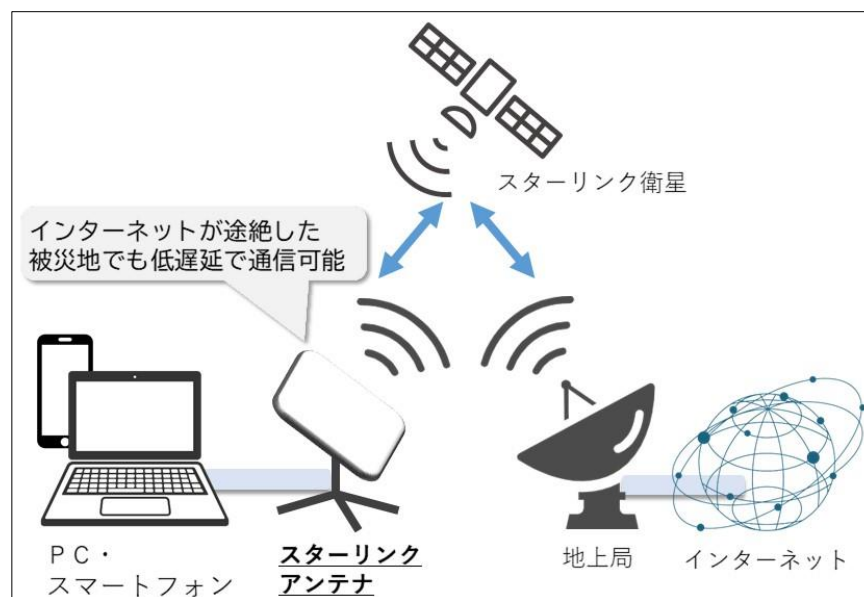 スターリンク衛星
インターネットが途絶した
被災地でも低遅延で通信可能
ＰＣ・
スマートフォン
スターリンク
アンテナ
地上局
インターネット